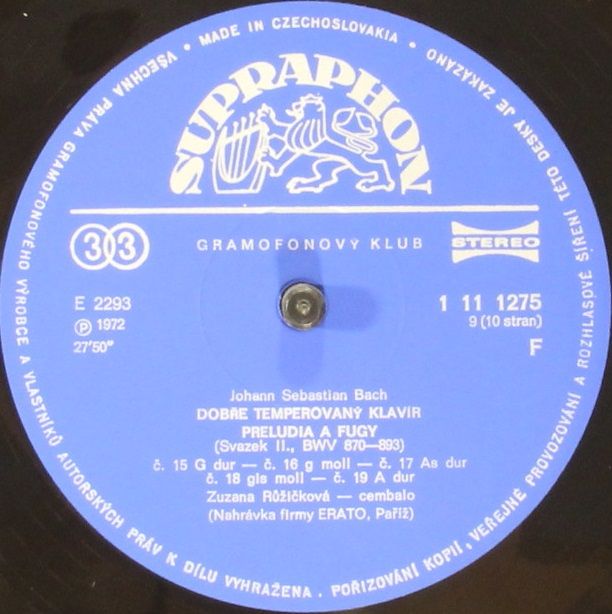 VŠECHNA PRÁVA GRAMOFONOVÉHO VÝROBCE A VLASTNÍKŮ AUTORSKÝCH PRÁV K DÍLU VYHRAŽENA. POŘIZOVÁNÍ KOPIÍ, VEŘEJNÉ PROVOZOVÁNÍ A ROZHLASOVÉ ŠÍŘENÍ TÉTO DESKY JE ZAKÁZÁNO
• MADE IN CZECHOSLOVAKIA •
SUPRAPHON
33 GRAMOFONOVÝ KLUB STEREO
E 2293 1 11 1275
Ⓟ 1972 9 (10 stran)
27'50" F
Johann Sebastian Bach
DOBŘE TEMPEROVANÝ KLAVÍR
PRELUDIA A FUGY
(Svazek II., BWV 870—893)
č. 15 G dur — č. 16 g moll — č. 17 As dur
č. 18 gis moll — č. 19 A dur
Zuzana Růžičková — cembalo
(Nahrávka firmy ERATO, Paříž)